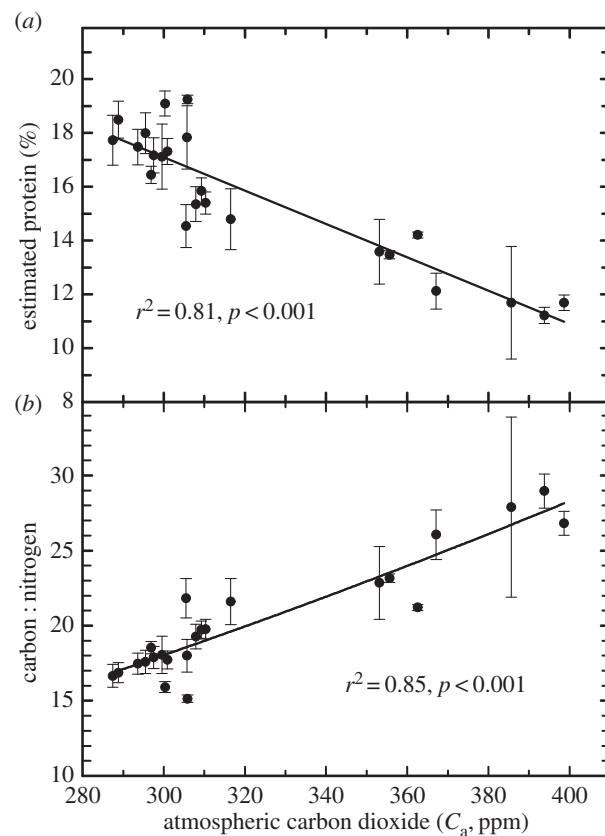 (a)
20
18
16
14
12
10
estimated protein (%)
r² = 0.81, p < 0.001
(b)
8
30
25
20
15
10
carbon : nitrogen
r² = 0.85, p < 0.001
280 300 320 340 360 380 400
atmospheric carbon dioxide (Cₐ, ppm)